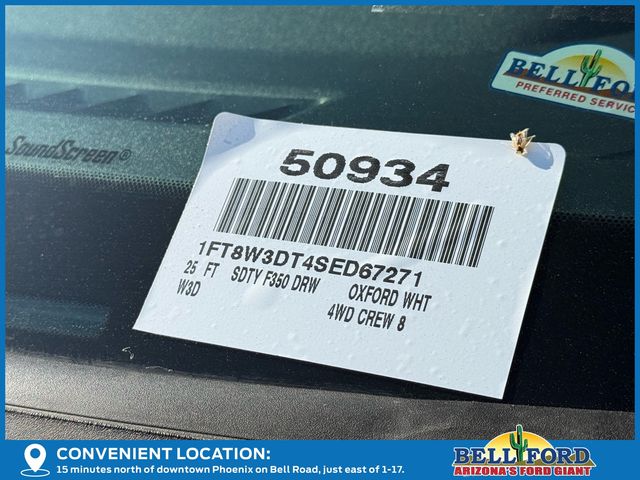 BELL FORD
PREFERRED SERVICE
SoundScreen®
50934
1FT8W3DT4SED67271
25 FT SDTY F350 DRW OXFORD WHT
W3D 4WD CREW 8
CONVENIENT LOCATION:
15 minutes north of downtown Phoenix on Bell Road, just east of 1-17.
BELL FORD
ARIZONA'S FORD GIANT